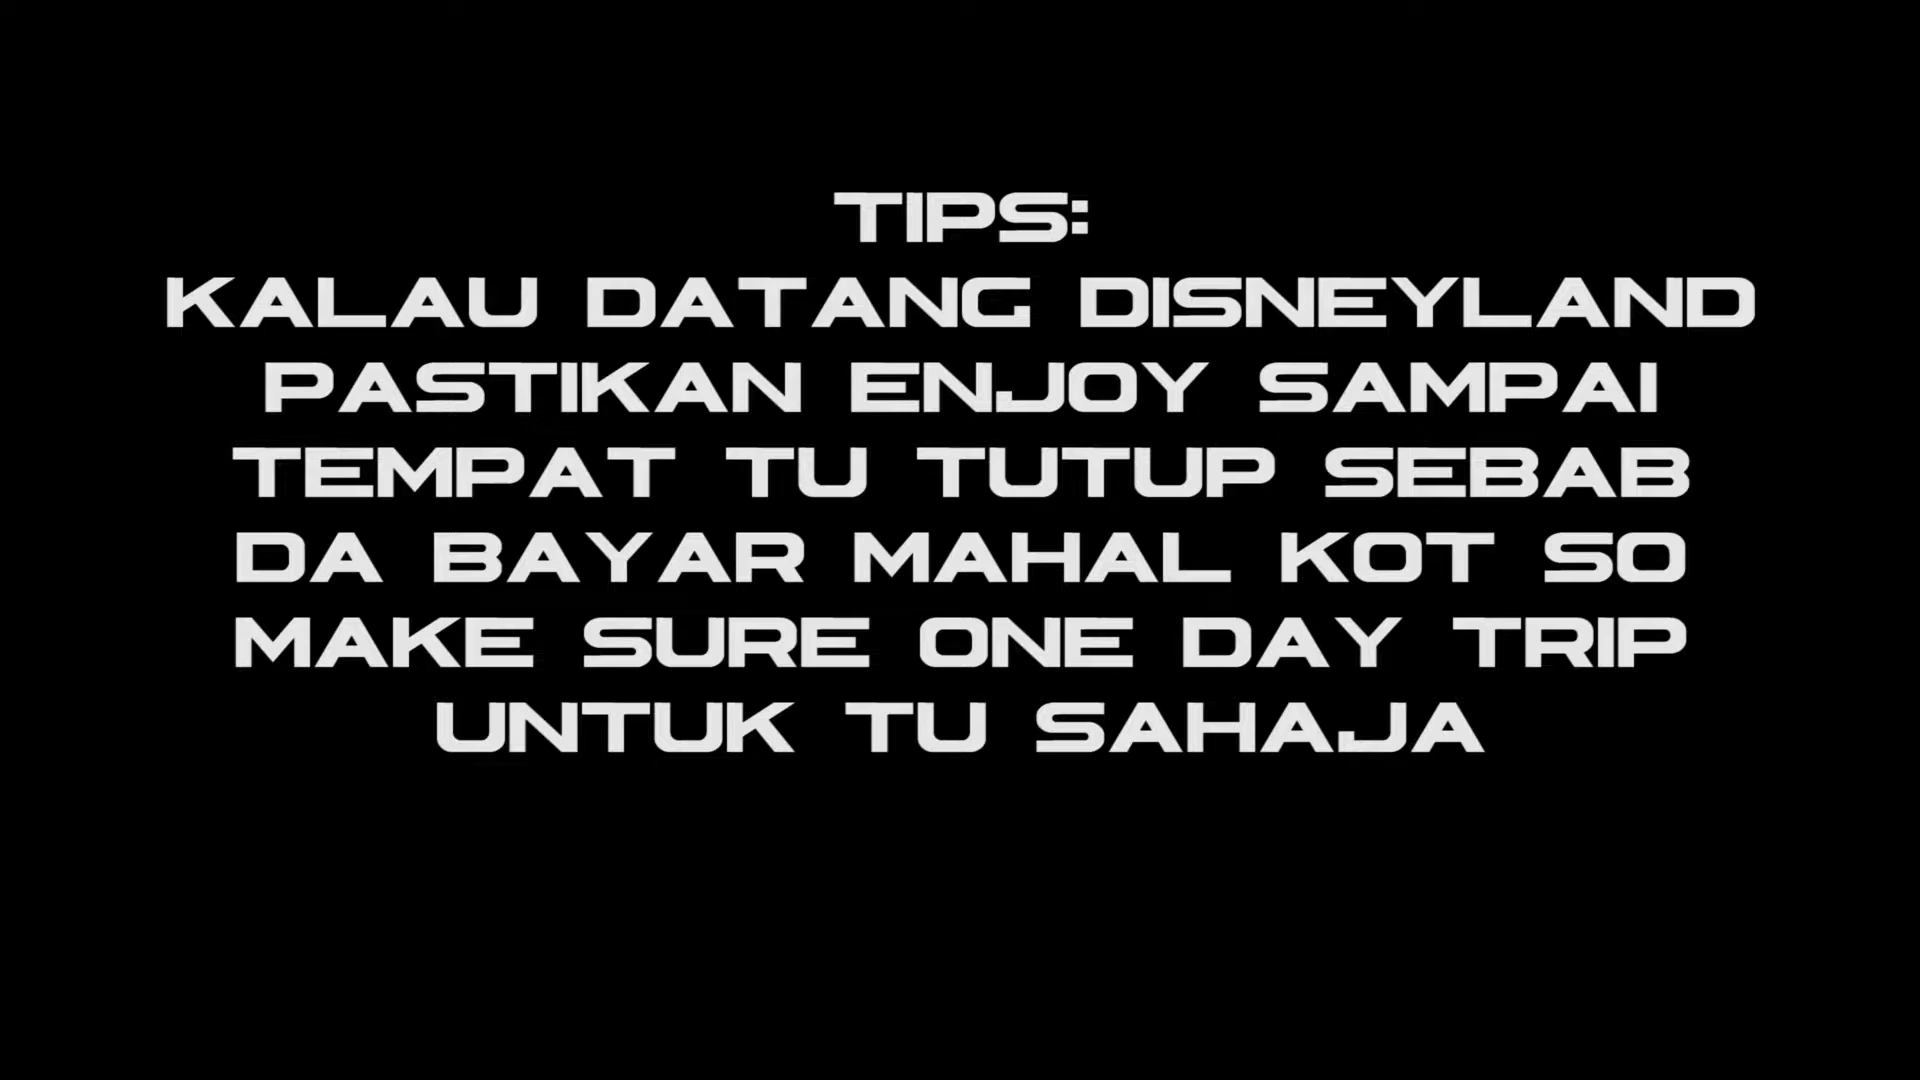 TIPS:
KALAU DATANG DISNEYLAND
PASTIKAN ENJOY SAMPAI
TEMPAT TU TUTUP SEBAB
DA BAYAR MAHAL KOT SO
MAKE SURE ONE DAY TRIP
UNTUK TU SAHAJA